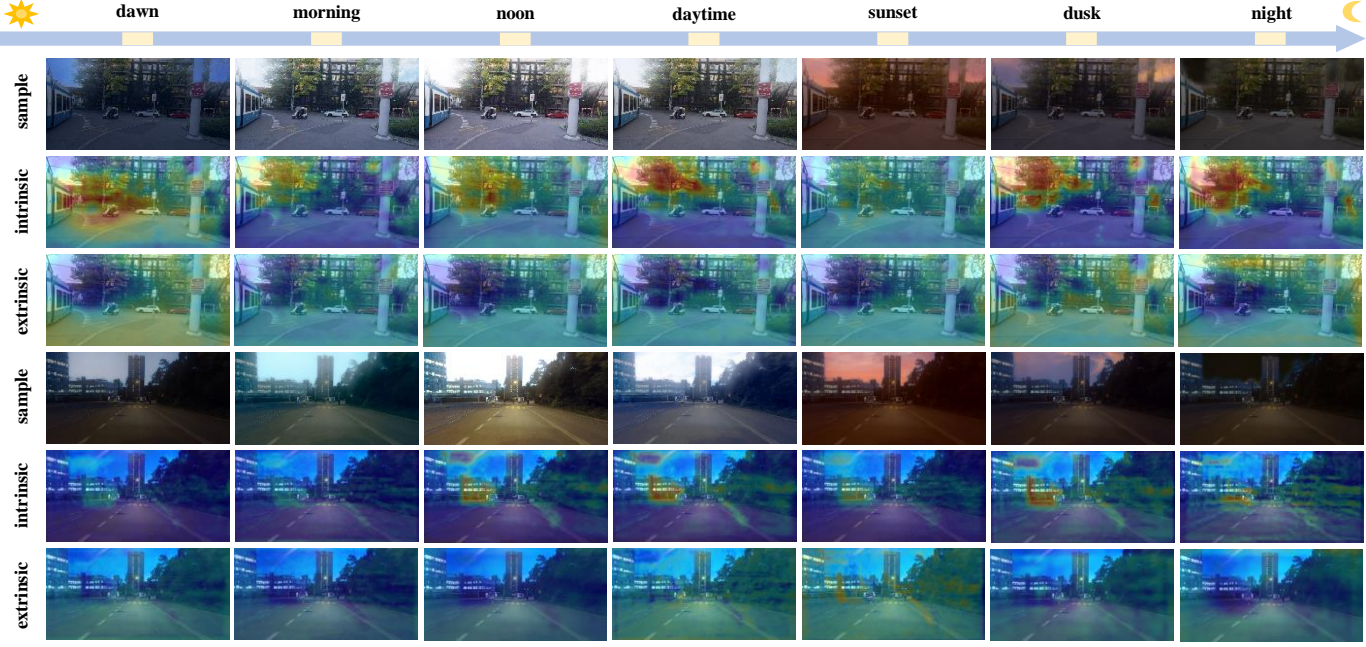 dawn morning noon daytime sunset dusk night
sample
intrinsic
extrinsic
sample
intrinsic
extrinsic